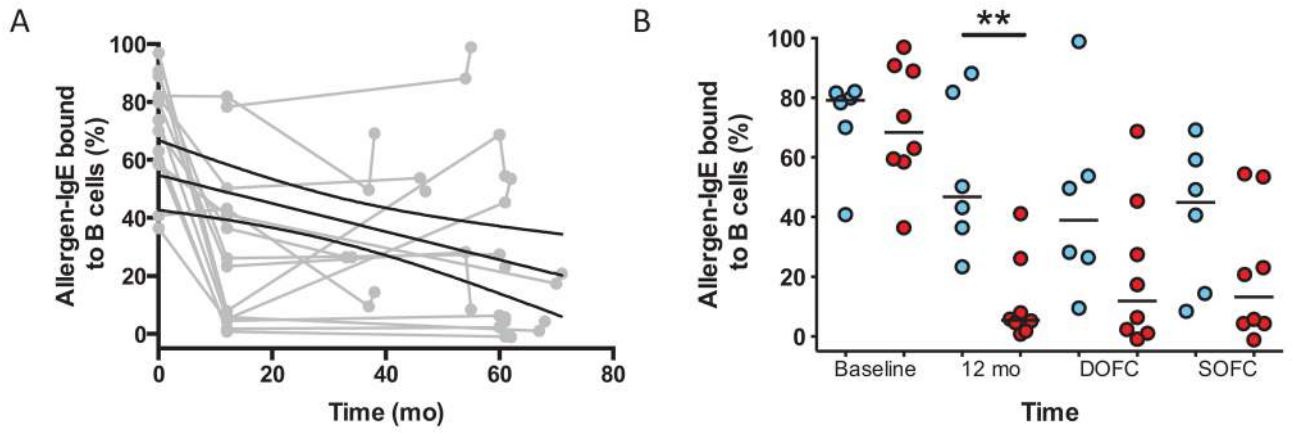 A
Allergen-IgE bound
to B cells (%)
100
80
60
40
20
0
0 20 40 60 80
Time (mo)
B
**
Allergen-IgE bound
to B cells (%)
100
80
60
40
20
0
Baseline 12 mo DOFC SOFC
Time